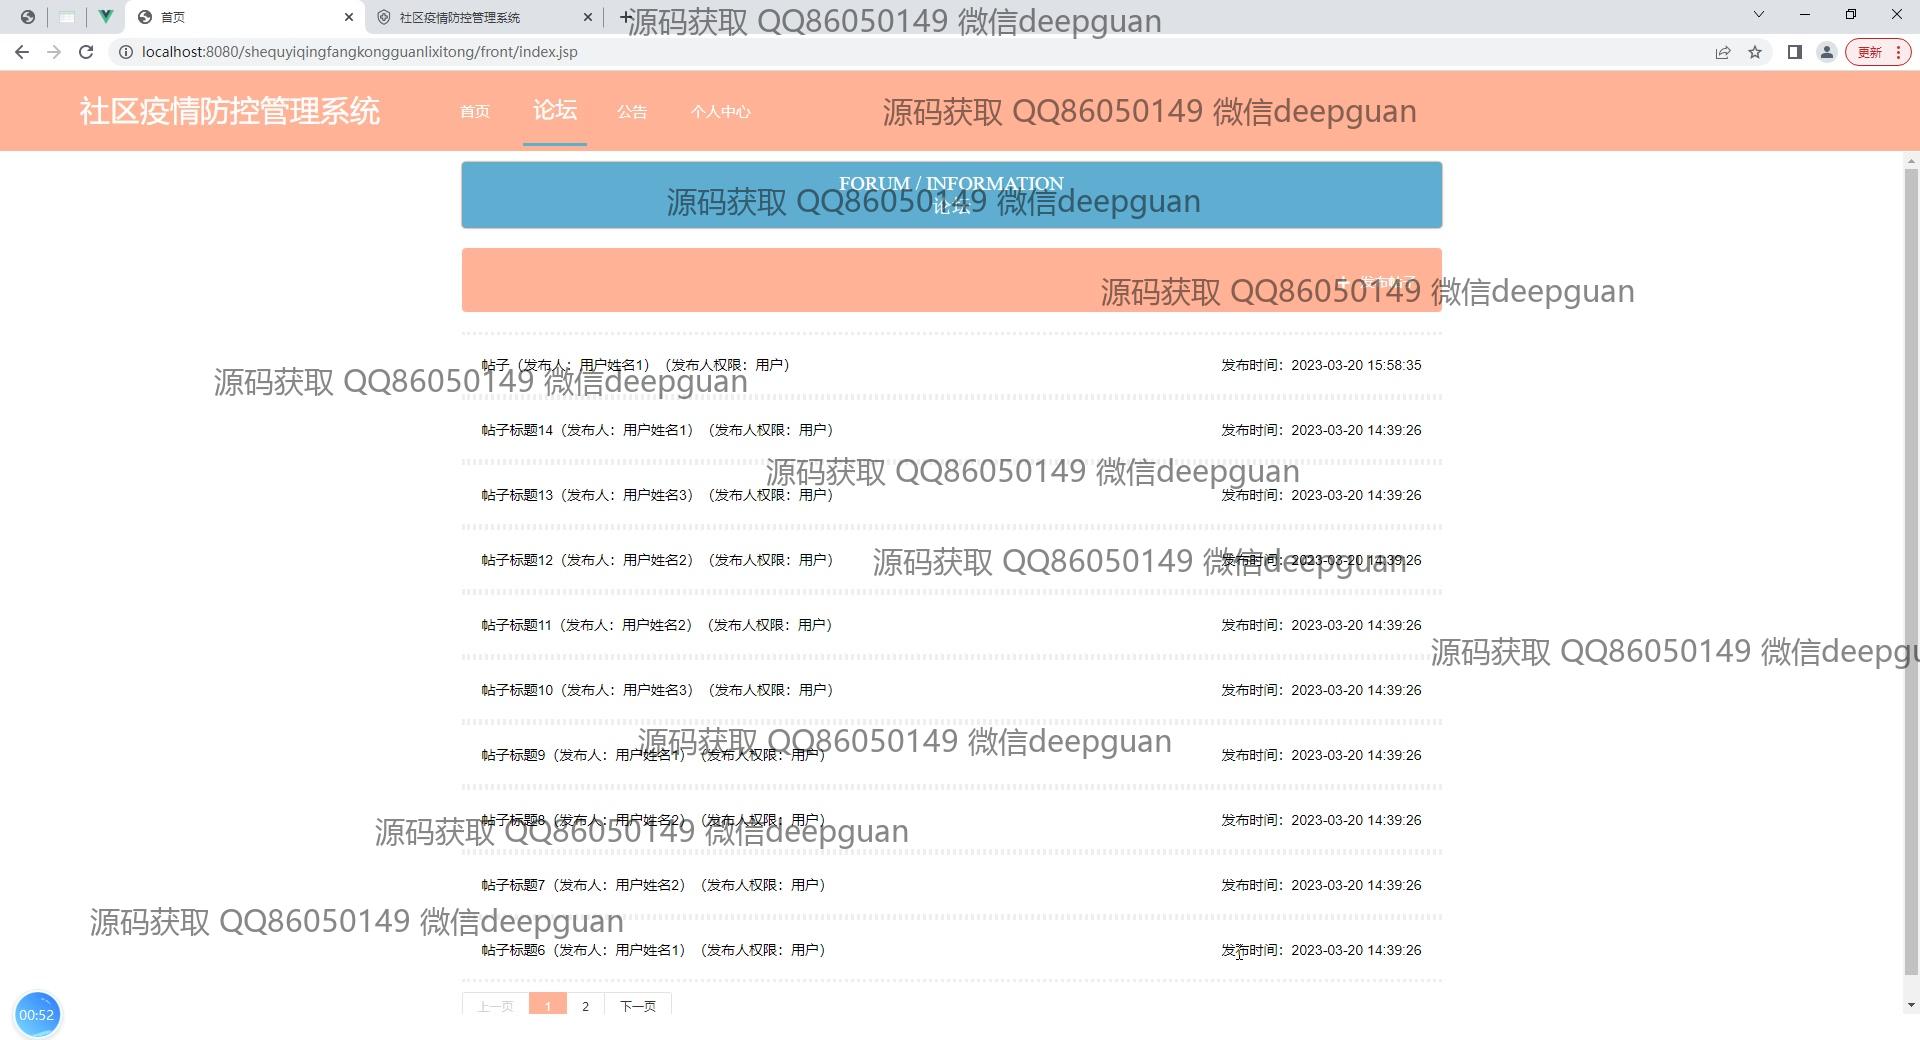 首页
社区疫情防控管理系统
源码获取 QQ86050149 微信deepguan
localhost:8080/shequyiqingfangkongguanlixitong/front/index.jsp
更新
社区疫情防控管理系统
首页
论坛
公告
个人中心
源码获取 QQ86050149 微信deepguan
FORUM / INFORMATION
论坛
源码获取 QQ86050149 微信deepguan
+ 发布帖子
源码获取 QQ86050149 微信deepguan
帖子（发布人：用户姓名1）（发布人权限：用户） 发布时间：2023-03-20 15:58:35
源码获取 QQ86050149 微信deepguan
帖子标题14（发布人：用户姓名1）（发布人权限：用户） 发布时间：2023-03-20 14:39:26
源码获取 QQ86050149 微信deepguan
帖子标题13（发布人：用户姓名3）（发布人权限：用户） 发布时间：2023-03-20 14:39:26
帖子标题12（发布人：用户姓名2）（发布人权限：用户） 发布时间：2023-03-20 14:39:26
源码获取 QQ86050149 微信deepguan
帖子标题11（发布人：用户姓名2）（发布人权限：用户） 发布时间：2023-03-20 14:39:26
源码获取 QQ86050149 微信deepgu
帖子标题10（发布人：用户姓名3）（发布人权限：用户） 发布时间：2023-03-20 14:39:26
源码获取 QQ86050149 微信deepguan
帖子标题9（发布人：用户姓名1）（发布人权限：用户） 发布时间：2023-03-20 14:39:26
帖子标题8（发布人：用户姓名2）（发布人权限：用户） 发布时间：2023-03-20 14:39:26
源码获取 QQ86050149 微信deepguan
帖子标题7（发布人：用户姓名2）（发布人权限：用户） 发布时间：2023-03-20 14:39:26
源码获取 QQ86050149 微信deepguan
帖子标题6（发布人：用户姓名1）（发布人权限：用户） 发布时间：2023-03-20 14:39:26
上一页 1 2 下一页
00:52